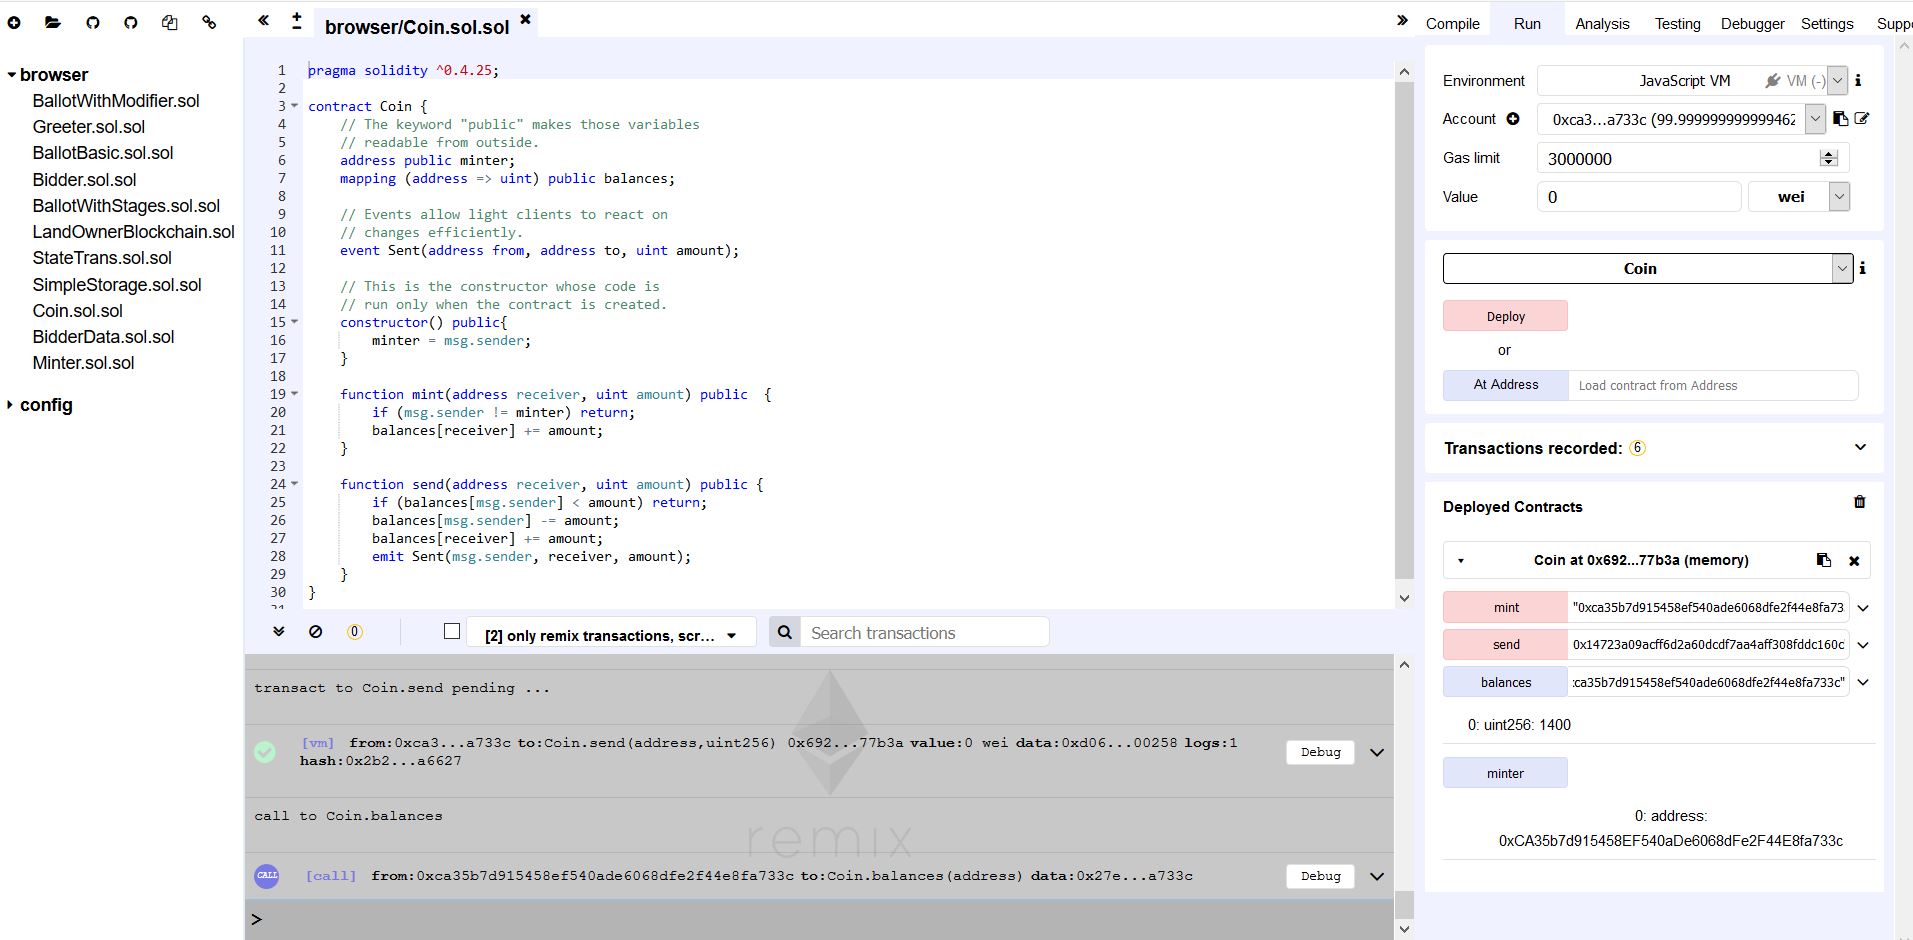 browser/Coin.sol.sol
Compile Run Analysis Testing Debugger Settings
browser
BallotWithModifier.sol
Greeter.sol.sol
BallotBasic.sol.sol
Bidder.sol.sol
BallotWithStages.sol.sol
LandOwnerBlockchain.sol
StateTrans.sol.sol
SimpleStorage.sol.sol
Coin.sol.sol
BidderData.sol.sol
Minter.sol.sol
config
1 pragma solidity ^0.4.25;
2
3 contract Coin {
4 // The keyword "public" makes those variables
5 // readable from outside.
6 address public minter;
7 mapping (address => uint) public balances;
8
9 // Events allow light clients to react on
10 // changes efficiently.
11 event Sent(address from, address to, uint amount);
12
13 // This is the constructor whose code is
14 // run only when the contract is created.
15 constructor() public{
16 minter = msg.sender;
17 }
18
19 function mint(address receiver, uint amount) public  {
20 if (msg.sender != minter) return;
21 balances[receiver] += amount;
22 }
23
24 function send(address receiver, uint amount) public {
25 if (balances[msg.sender] < amount) return;
26 balances[msg.sender] -= amount;
27 balances[receiver] += amount;
28 emit Sent(msg.sender, receiver, amount);
29 }
30 }
31
0 [2] only remix transactions, scr... Search transactions
transact to Coin.send pending ...
[vm] from:0xca3...a733c to:Coin.send(address,uint256) 0x692...77b3a value:0 wei data:0xd06...00258 logs:1
hash:0x2b2...a6627
Debug
call to Coin.balances
remix
CALL [call] from:0xca35b7d915458ef540ade6068dfe2f44e8fa733c to:Coin.balances(address) data:0x27e...a733c
Debug
>
Environment JavaScript VM VM (-)
Account 0xca3...a733c (99.999999999999462
Gas limit 3000000
Value 0 wei
Coin
Deploy
or
At Address Load contract from Address
Transactions recorded: 6
Deployed Contracts
Coin at 0x692...77b3a (memory)
mint "0xca35b7d915458ef540ade6068dfe2f44e8fa73
send 0x14723a09acff6d2a60dcdf7aa4aff308fddc160c
balances ca35b7d915458ef540ade6068dfe2f44e8fa733c"
0: uint256: 1400
minter
0: address:
0xCA35b7d915458EF540aDe6068dFe2F44E8fa733c